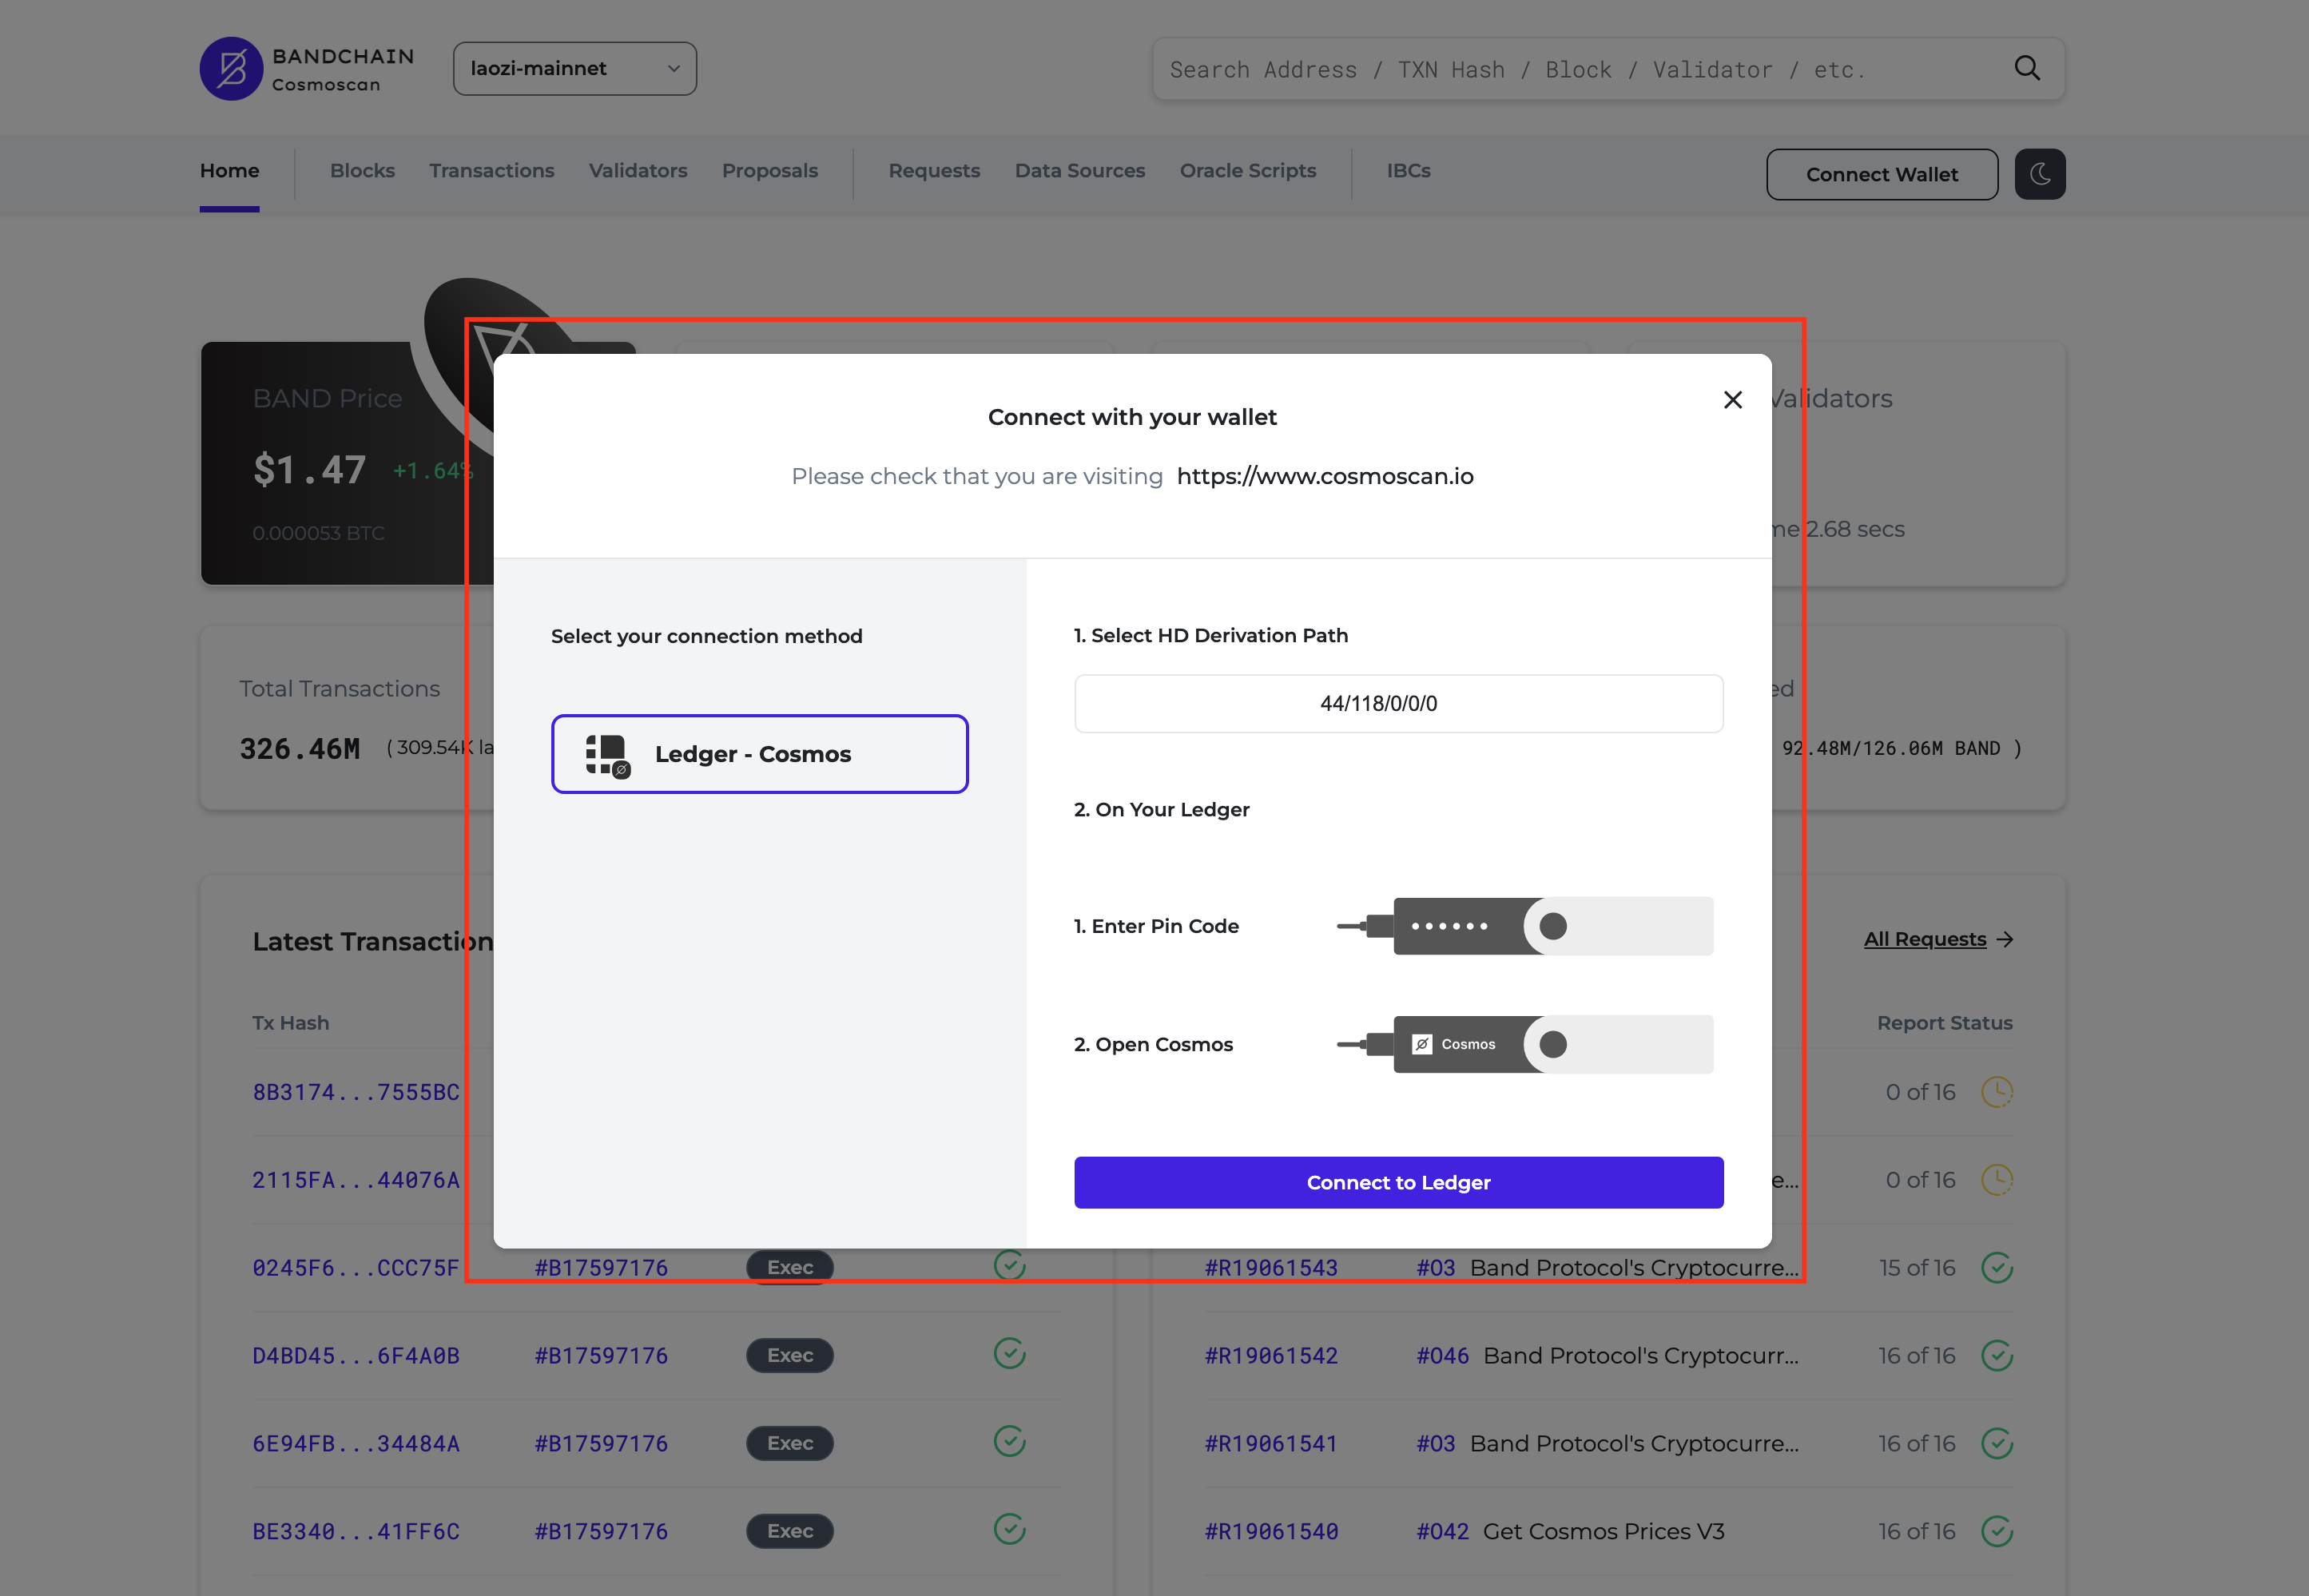 BANDCHAIN
Cosmoscan
laozi-mainnet
Search Address / TXN Hash / Block / Validator / etc.
Home Blocks Transactions Validators Proposals Requests Data Sources Oracle Scripts IBCs Connect Wallet
BAND Price
$1.47 +1.64%
0.000053 BTC
Validators
2.68 secs
Connect with your wallet
Please check that you are visiting https://www.cosmoscan.io
Select your connection method
Ledger - Cosmos
1. Select HD Derivation Path
44/118/0/0/0
2. On Your Ledger
1. Enter Pin Code
2. Open Cosmos
Cosmos
Connect to Ledger
Total Transactions
326.46M ( 309.54K
92.48M/126.06M BAND )
Latest Transaction
All Requests
Tx Hash
Report Status
8B3174...7555BC
0 of 16
2115FA...44076A
0 of 16
0245F6...CCC75F #B17597176 Exec
#R19061543 #O3 Band Protocol's Cryptocurre... 15 of 16
D4BD45...6F4A0B #B17597176 Exec
#R19061542 #O46 Band Protocol's Cryptocurr... 16 of 16
6E94FB...34484A #B17597176 Exec
#R19061541 #O3 Band Protocol's Cryptocurre... 16 of 16
BE3340...41FF6C #B17597176 Exec
#R19061540 #O42 Get Cosmos Prices V3 16 of 16